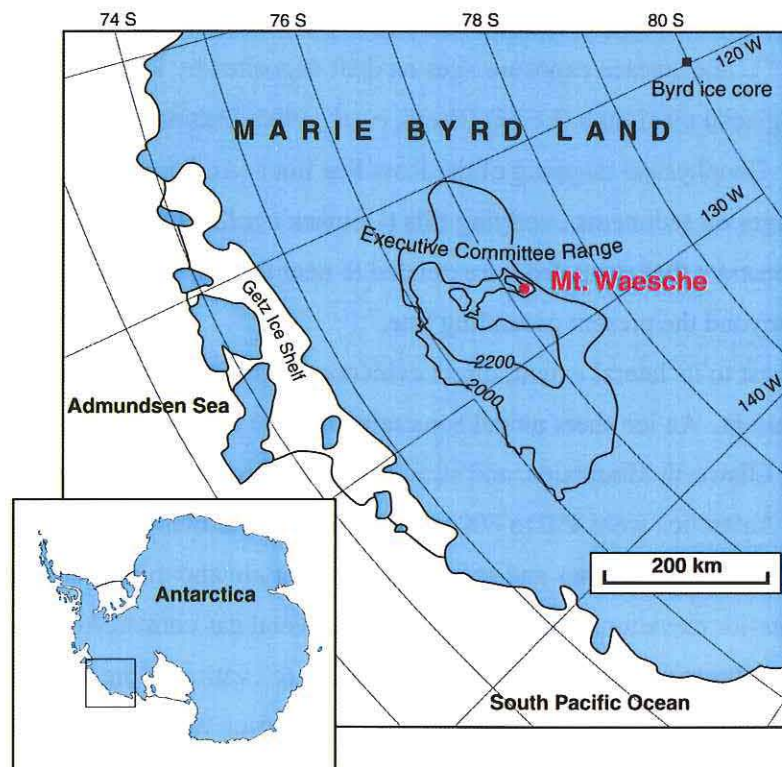 74 S
76 S
78 S
80 S
120 W
Byrd ice core
MARIE BYRD LAND
130 W
Executive Committee Range
Mt. Waesche
Getz Ice Shelf
2200
2000
Admundsen Sea
140 W
200 km
Antarctica
South Pacific Ocean